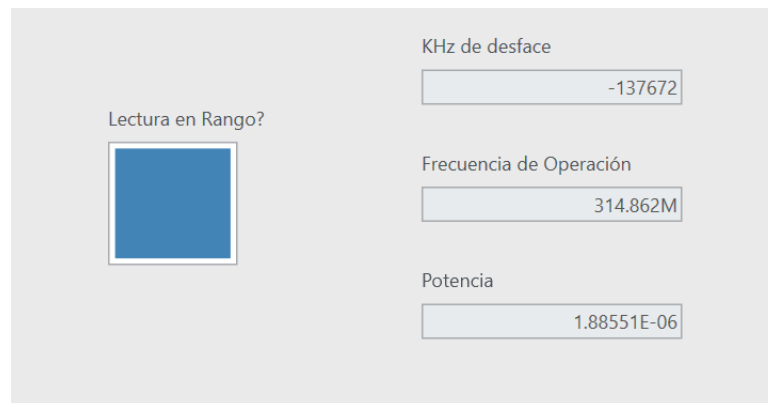 KHz de desface
-137672
Lectura en Rango?
Frecuencia de Operación
314.862M
Potencia
1.88551E-06